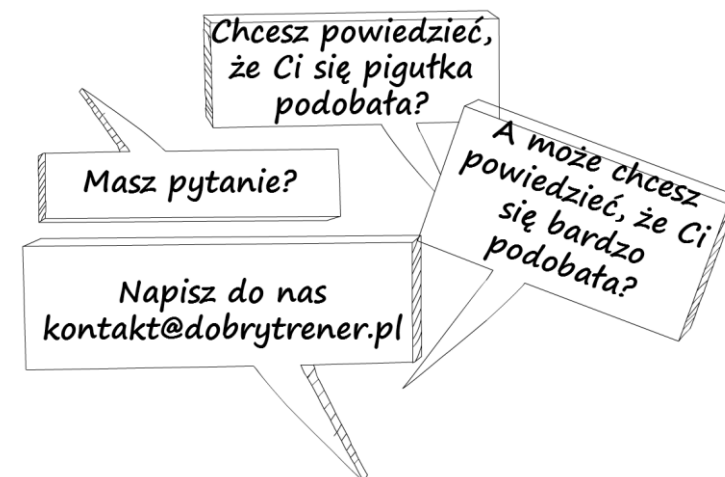 Chcesz powiedzieć,
że Ci się pigułka
podobała?
A może chcesz
powiedzieć, że Ci
się bardzo
podobała?
Masz pytanie?
Napisz do nas
kontakt@dobrytrener.pl